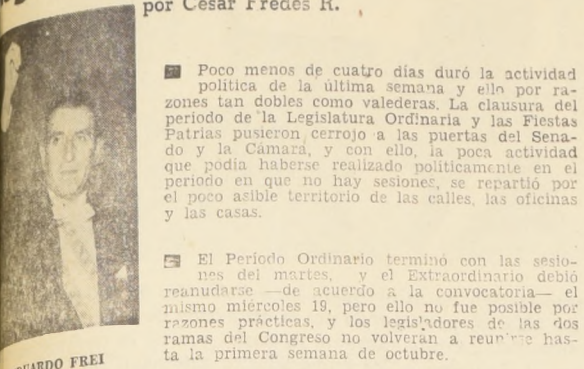 por César Fredes R.
Poco menos de cuatro días duró la actividad
política de la última semana y ello por ra-
zones tan dobles como valederas. La clausura del
período de la Legislatura Ordinaria y las Fiestas
Patrias pusieron cerrojo a las puertas del Sena-
do y la Cámara, y con ello, la poca actividad
que podía haberse realizado políticamente en el
período en que no hay sesiones, se repartió por
el poco asible territorio de las calles, las oficinas
y las casas.
El Período Ordinario terminó con las sesio-
nes del martes, y el Extraordinario debió
reanudarse —de acuerdo a la convocatoria— el
mismo miércoles 19, pero ello no fue posible por
razones prácticas, y los legisladores de las dos
ramas del Congreso no volverán a reunirse has-
ta la primera semana de octubre.
UARDO FREI